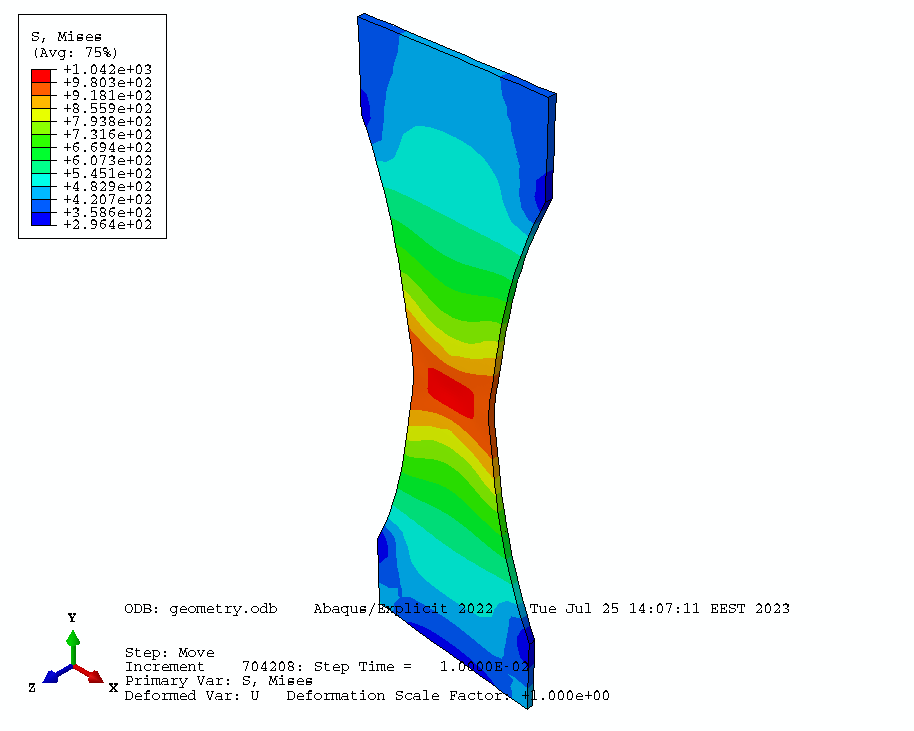 S, Mises
(Avg: 75%)
+1.042e+03
+9.803e+02
+9.181e+02
+8.559e+02
+7.938e+02
+7.316e+02
+6.694e+02
+6.073e+02
+5.451e+02
+4.829e+02
+4.207e+02
+3.586e+02
+2.964e+02
ODB: geometry.odb Abaqus/Explicit 2022 Tue Jul 25 14:07:11 EEST 2023
Y
Z
X
Step: Move
Increment 704208: Step Time = 1.0000E-02
Primary Var: S, Mises
Deformed Var: U Deformation Scale Factor: +1.000e+00